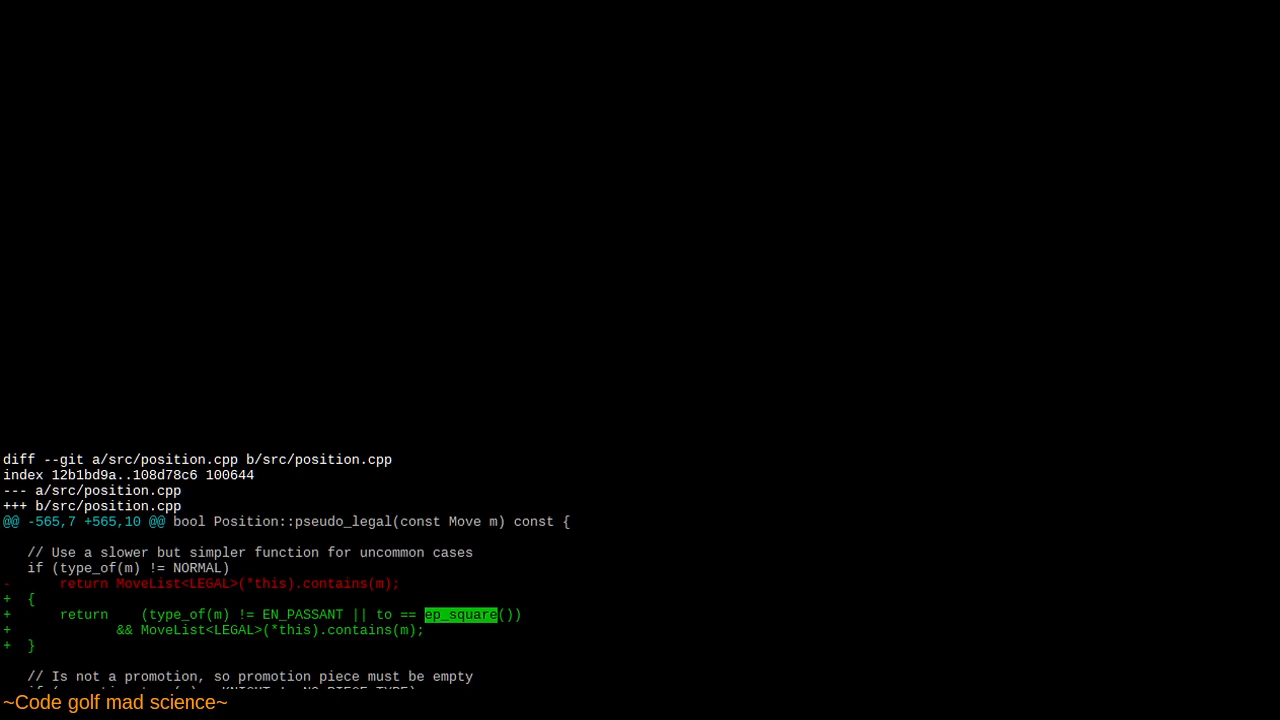 diff --git a/src/position.cpp b/src/position.cpp
index 12b1bd9a..108d78c6 100644
--- a/src/position.cpp
+++ b/src/position.cpp
@@ -565,7 +565,10 @@ bool Position::pseudo_legal(const Move m) const {
// Use a slower but simpler function for uncommon cases
if (type_of(m) != NORMAL)
-      return MoveList<LEGAL>(*this).contains(m);
+  {
+      return    (type_of(m) != EN_PASSANT || to == ep_square())
+             && MoveList<LEGAL>(*this).contains(m);
+  }
// Is not a promotion, so promotion piece must be empty
~Code golf mad science~